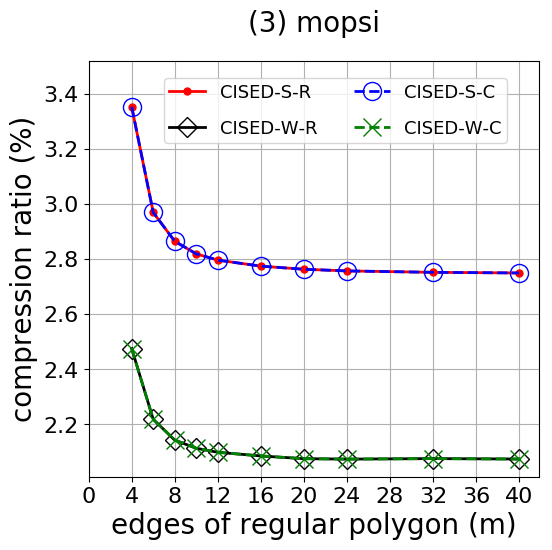 (3) mopsi
CISED-S-R
CISED-S-C
CISED-W-R
CISED-W-C
compression ratio (%)
3.4
3.2
3.0
2.8
2.6
2.4
2.2
0 4 8 12 16 20 24 28 32 36 40
edges of regular polygon (m)